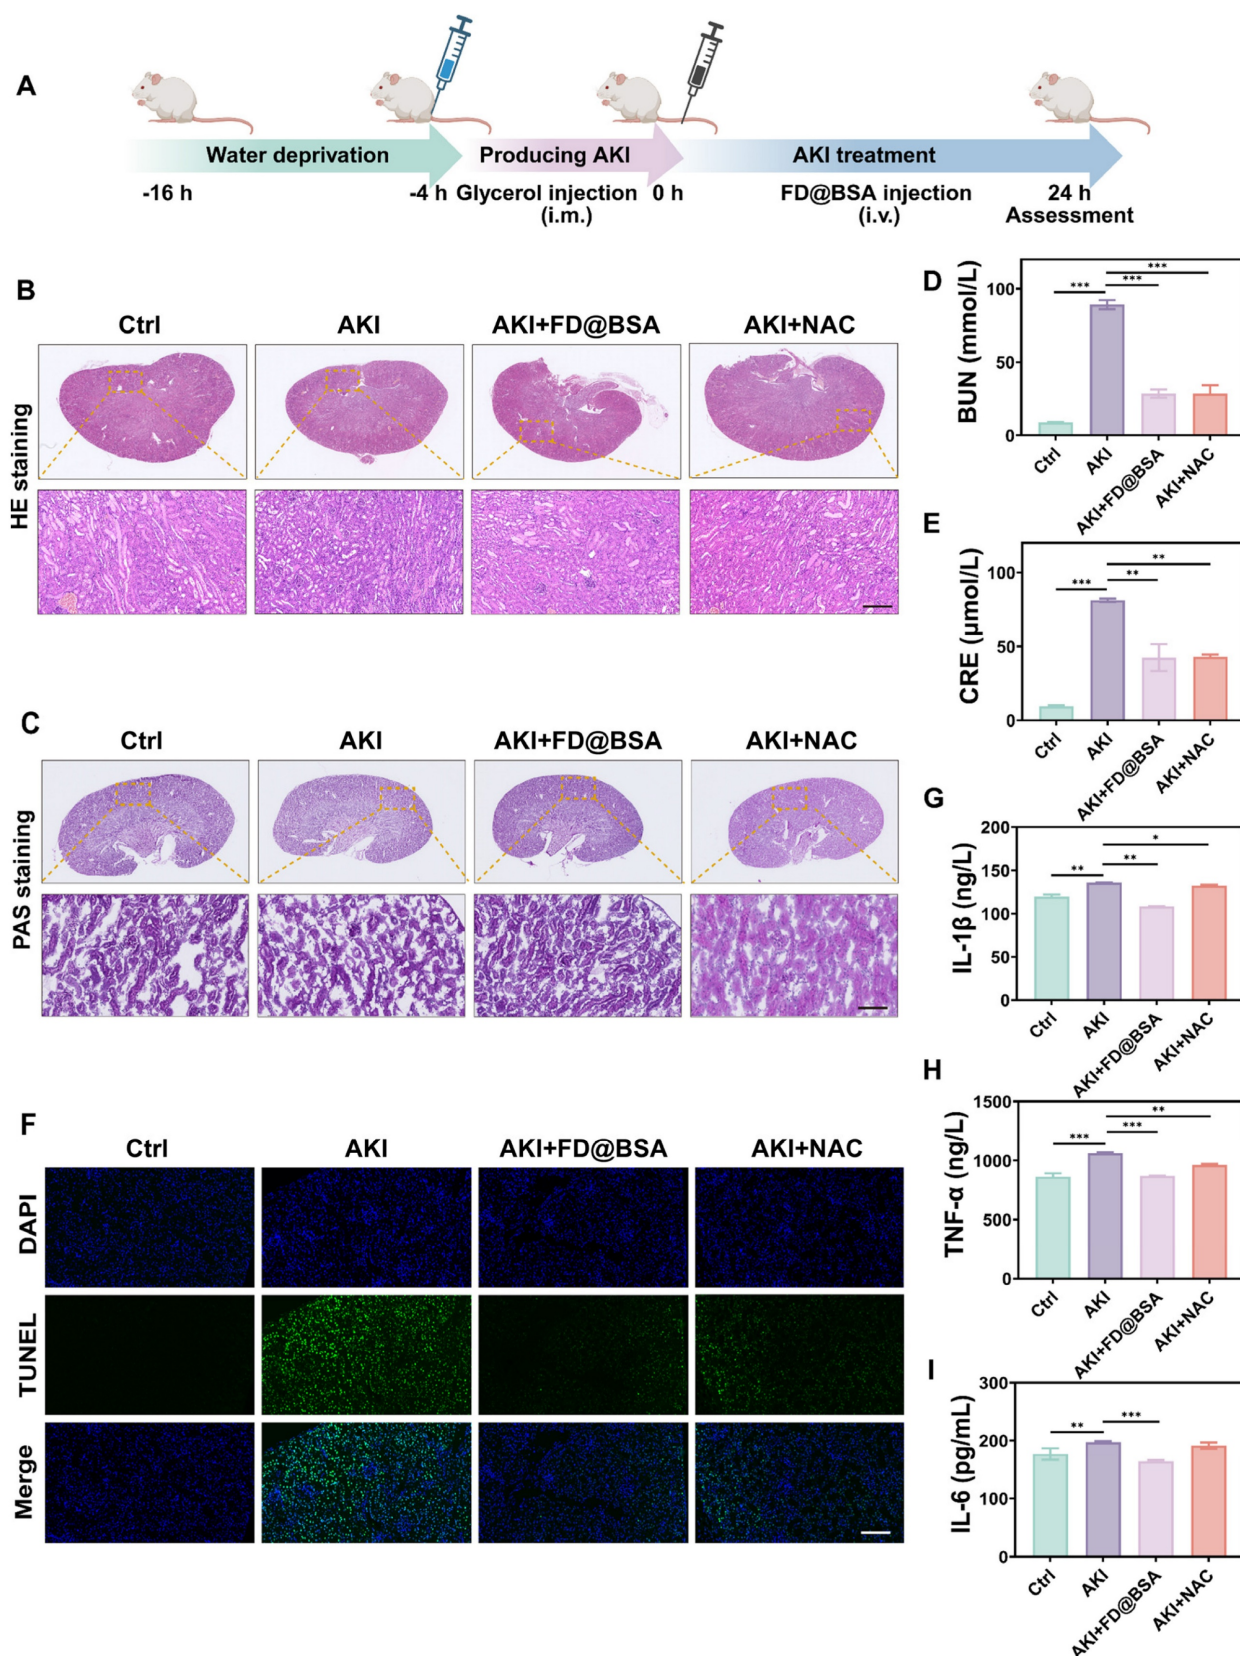 A
Water deprivation
Producing AKI
AKI treatment
-16 h
-4 h
Glycerol injection
(i.m.)
0 h
FD@BSA injection
(i.v.)
24 h
Assessment
B
Ctrl
AKI
AKI+FD@BSA
AKI+NAC
HE staining
C
Ctrl
AKI
AKI+FD@BSA
AKI+NAC
PAS staining
F
Ctrl
AKI
AKI+FD@BSA
AKI+NAC
DAPI
TUNEL
Merge
D
BUN (mmol/L)
100
50
0
***
***
***
Ctrl
AKI
AKI+FD@BSA
AKI+NAC
E
CRE (μmol/L)
100
50
0
**
**
***
Ctrl
AKI
AKI+FD@BSA
AKI+NAC
G
IL-1β (ng/L)
200
150
100
50
0
*
**
**
Ctrl
AKI
AKI+FD@BSA
AKI+NAC
H
TNF-α (ng/L)
1500
1000
500
0
**
***
***
Ctrl
AKI
AKI+FD@BSA
AKI+NAC
I
IL-6 (pg/mL)
300
200
100
0
**
***
Ctrl
AKI
AKI+FD@BSA
AKI+NAC